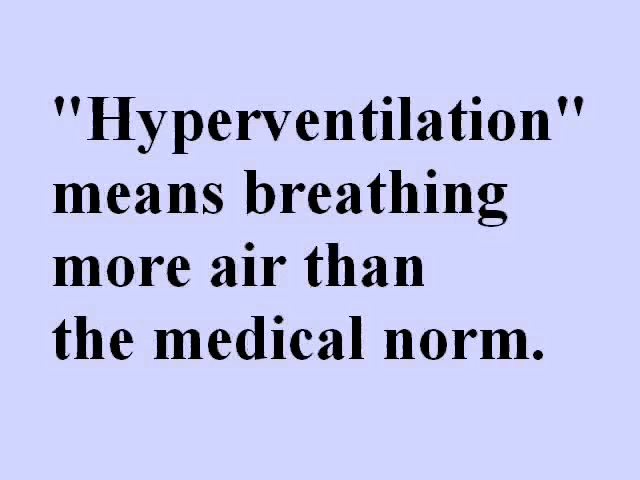 "Hyperventilation"
means breathing
more air than
the medical norm.